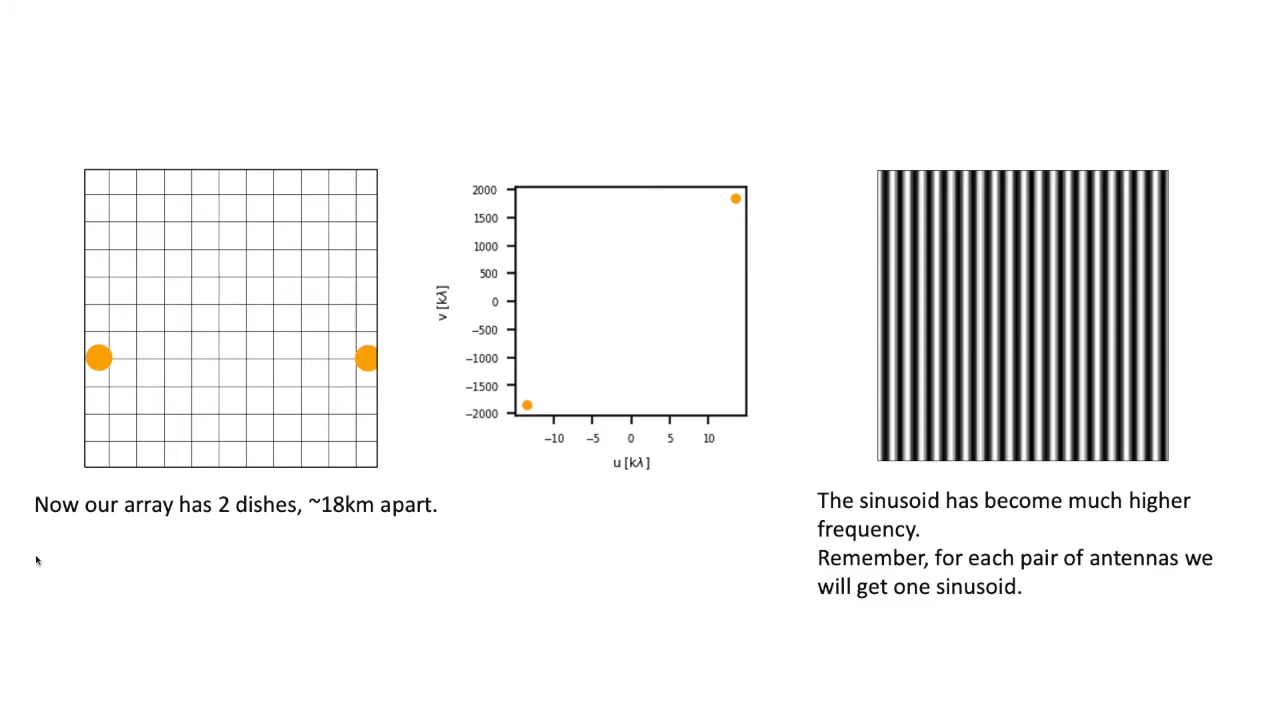 2000
1500
1000
500
0
−500
−1000
−1500
−2000
v [kλ]
−10 −5 0 5 10
u [kλ]
Now our array has 2 dishes, ~18km apart.
The sinusoid has become much higher
frequency.
Remember, for each pair of antennas we
will get one sinusoid.